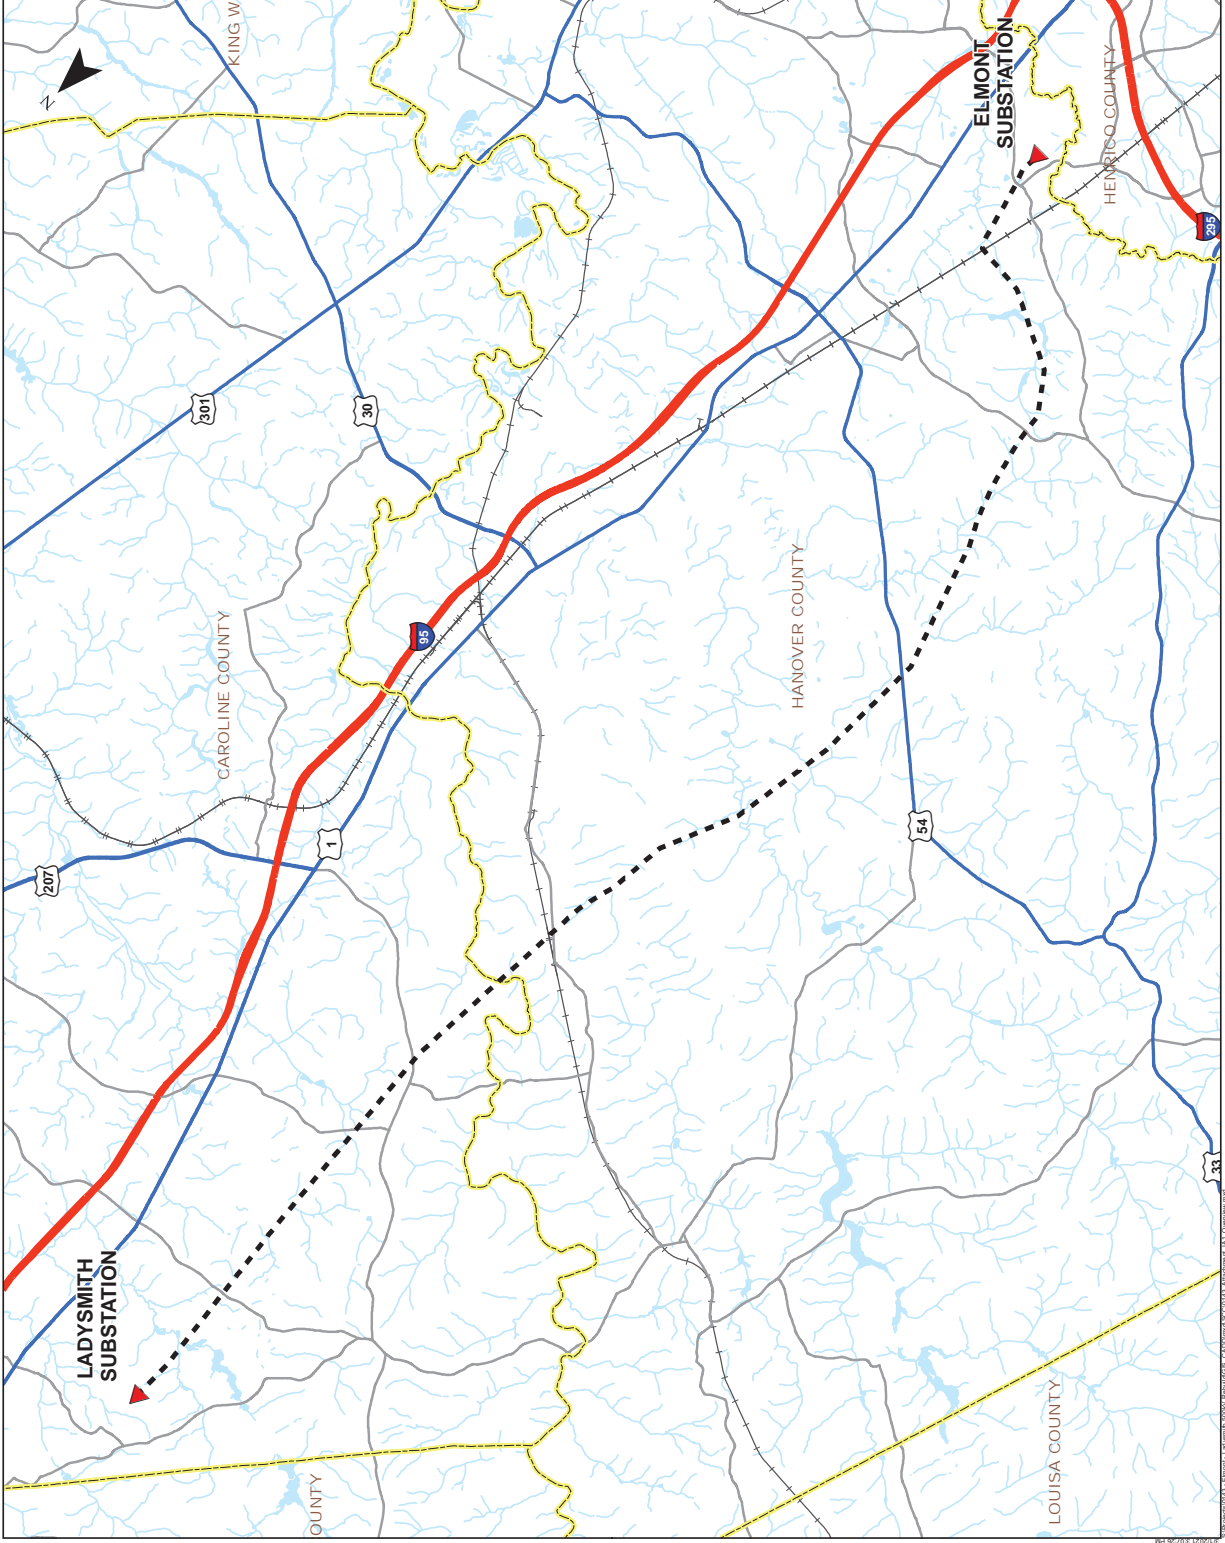 N
KING W
301
30
ELMONT
SUBSTATION
HENRICO COUNTY
295
CAROLINE COUNTY
95
HANOVER COUNTY
207
1
54
LADYSMITH
SUBSTATION
33
OUNTY
LOUISA COUNTY